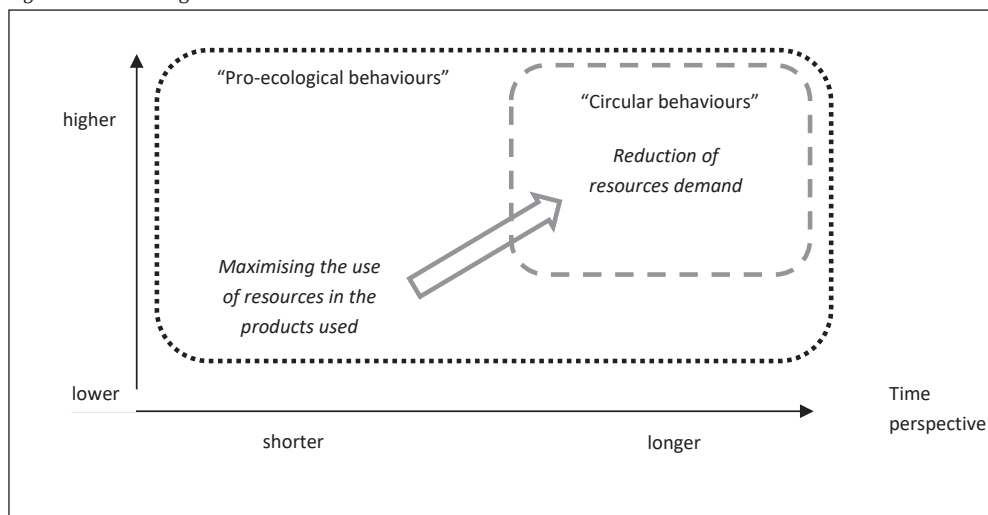 "Pro-ecological behaviours"
"Circular behaviours"
higher
Reduction of
resources demand
Maximising the use
of resources in the
products used
lower
Time
perspective
shorter
longer